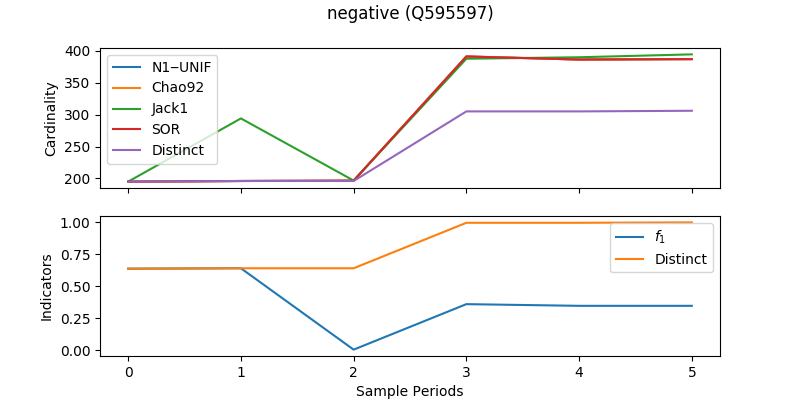 negative (Q595597)
400
350
300
250
200
Cardinality
N1‒UNIF
Chao92
Jack1
SOR
Distinct
1.00
0.75
0.50
0.25
0.00
Indicators
f₁
Distinct
0 1 2 3 4 5
Sample Periods